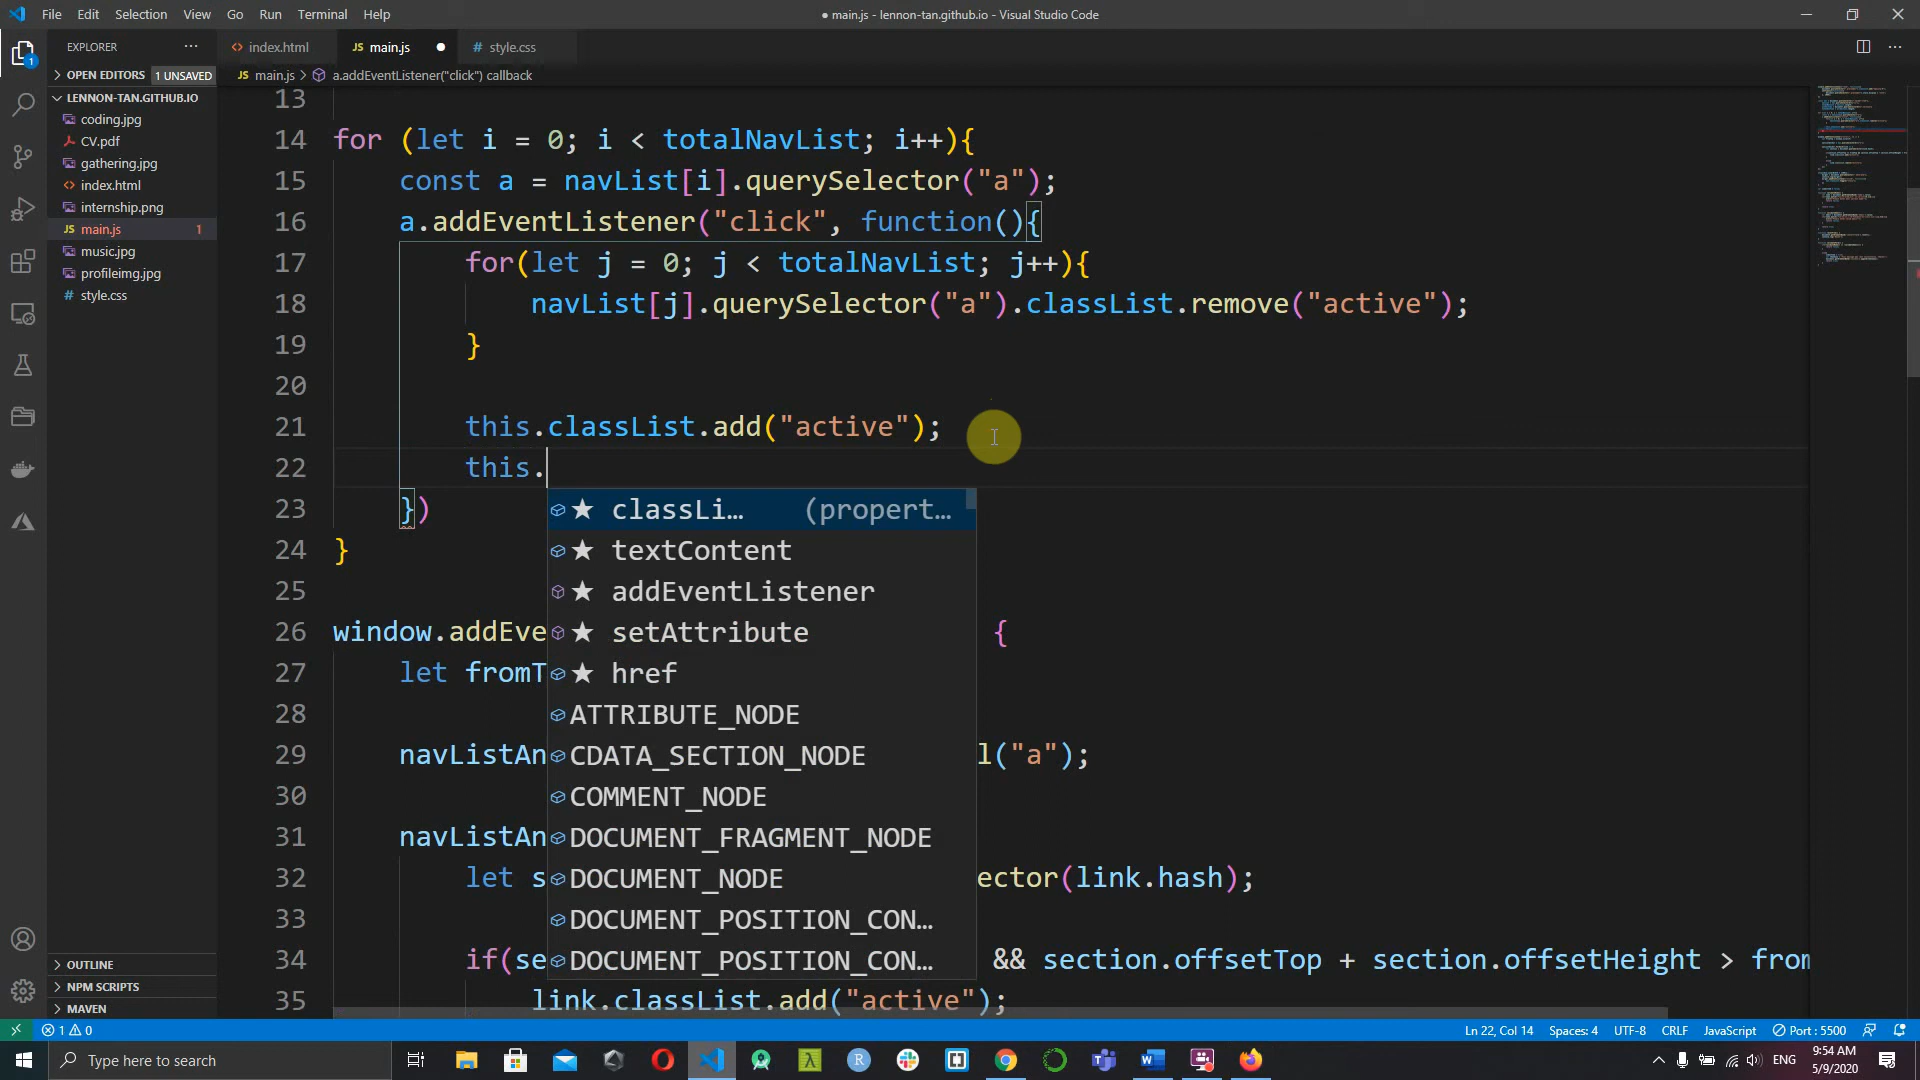 File Edit Selection View Go Run Terminal Help
● main.js - lennon-tan.github.io - Visual Studio Code
EXPLORER
OPEN EDITORS 1 UNSAVED
LENNON-TAN.GITHUB.IO
coding.jpg
CV.pdf
gathering.jpg
index.html
internship.png
JS main.js 1
music.jpg
profileimg.jpg
# style.css
OUTLINE
NPM SCRIPTS
MAVEN
index.html JS main.js ● # style.css
JS main.js > a.addEventListener("click") callback
13
14 for (let i = 0; i < totalNavList; i++){
15 const a = navList[i].querySelector("a");
16 a.addEventListener("click", function(){
17 for(let j = 0; j < totalNavList; j++){
18 navList[j].querySelector("a").classList.remove("active");
19 }
20
21 this.classList.add("active");
22 this.
23 })
24 }
25
26 window.addEve {
27 let fromT
28
29 navListAn l("a");
30
31 navListAn
32 let s ector(link.hash);
33
34 if(se && section.offsetTop + section.offsetHeight > from
35 link.classList.add("active");
★ classLi… (propert…
★ textContent
★ addEventListener
★ setAttribute
★ href
ATTRIBUTE_NODE
CDATA_SECTION_NODE
COMMENT_NODE
DOCUMENT_FRAGMENT_NODE
DOCUMENT_NODE
DOCUMENT_POSITION_CON…
DOCUMENT_POSITION_CON…
1 0 Ln 22, Col 14 Spaces: 4 UTF-8 CRLF JavaScript Port : 5500
Type here to search
ENG
9:54 AM
5/9/2020